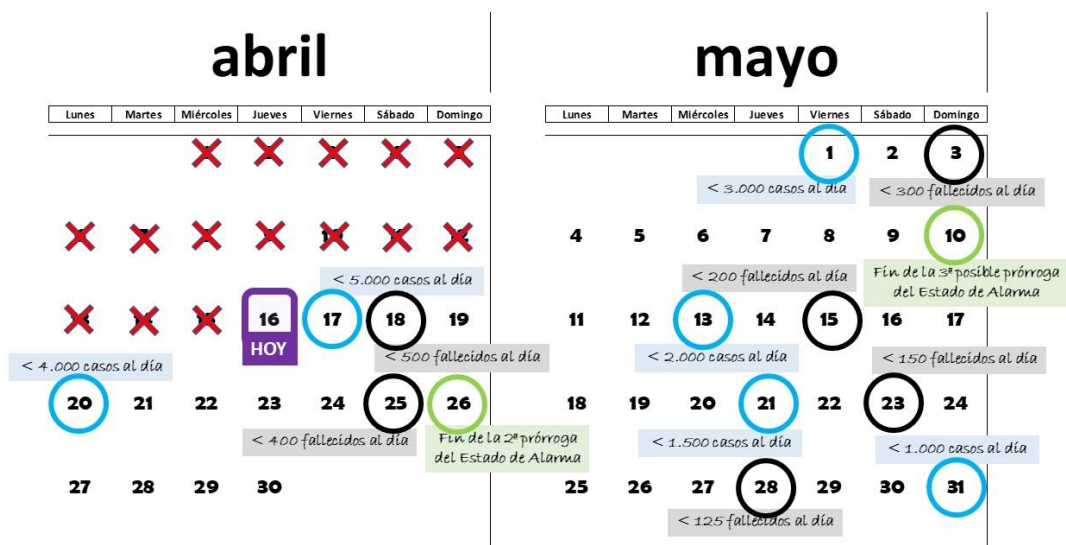 abril
mayo
Lunes Martes Miércoles Jueves Viernes Sábado Domingo
Lunes Martes Miércoles Jueves Viernes Sábado Domingo
1 2 3
< 3.000 casos al día
< 300 fallecidos al día
4 5 6 7 8 9 10
< 5.000 casos al día
< 200 fallecidos al día
Fin de la 3ª posible prórroga
del Estado de Alarma
16 17 18 19
HOY
11 12 13 14 15 16 17
< 4.000 casos al día
< 500 fallecidos al día
< 2.000 casos al día
< 150 fallecidos al día
20 21 22 23 24 25 26
18 19 20 21 22 23 24
< 400 fallecidos al día
Fin de la 2ª prórroga
del Estado de Alarma
< 1.500 casos al día
< 1.000 casos al día
27 28 29 30
25 26 27 28 29 30 31
< 125 fallecidos al día